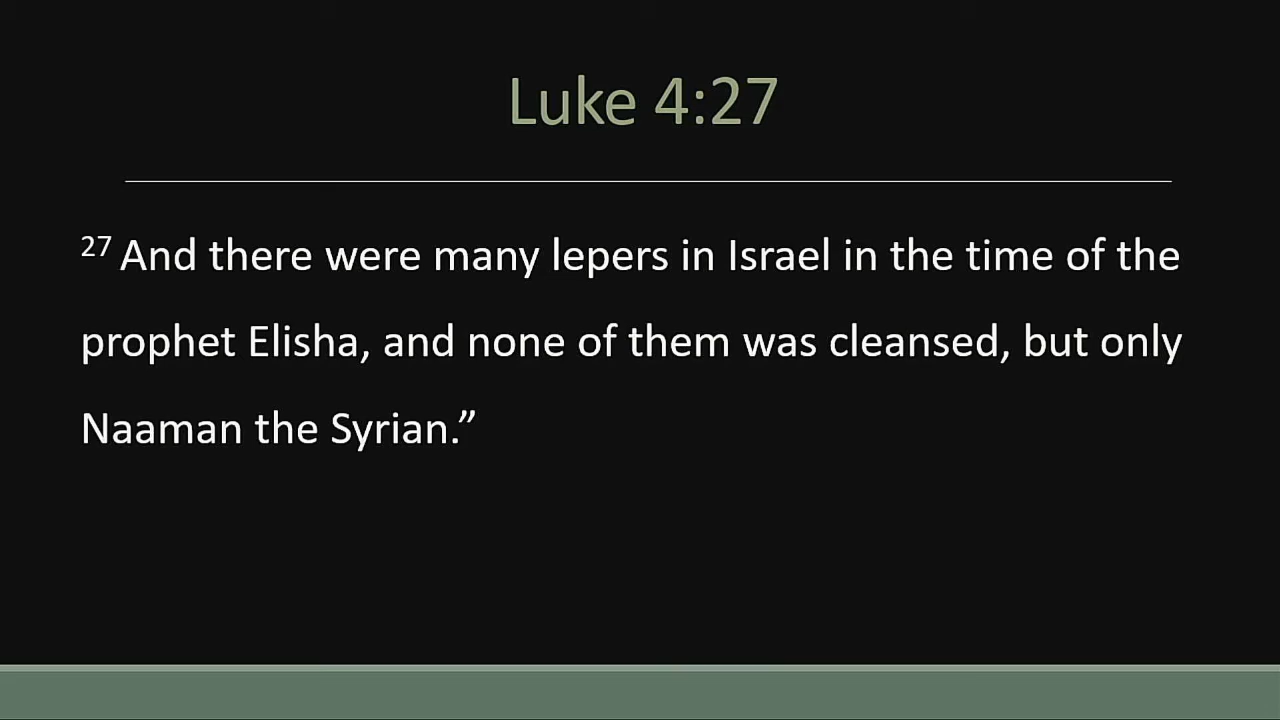 Luke 4:27
27 And there were many lepers in Israel in the time of the
prophet Elisha, and none of them was cleansed, but only
Naaman the Syrian.”